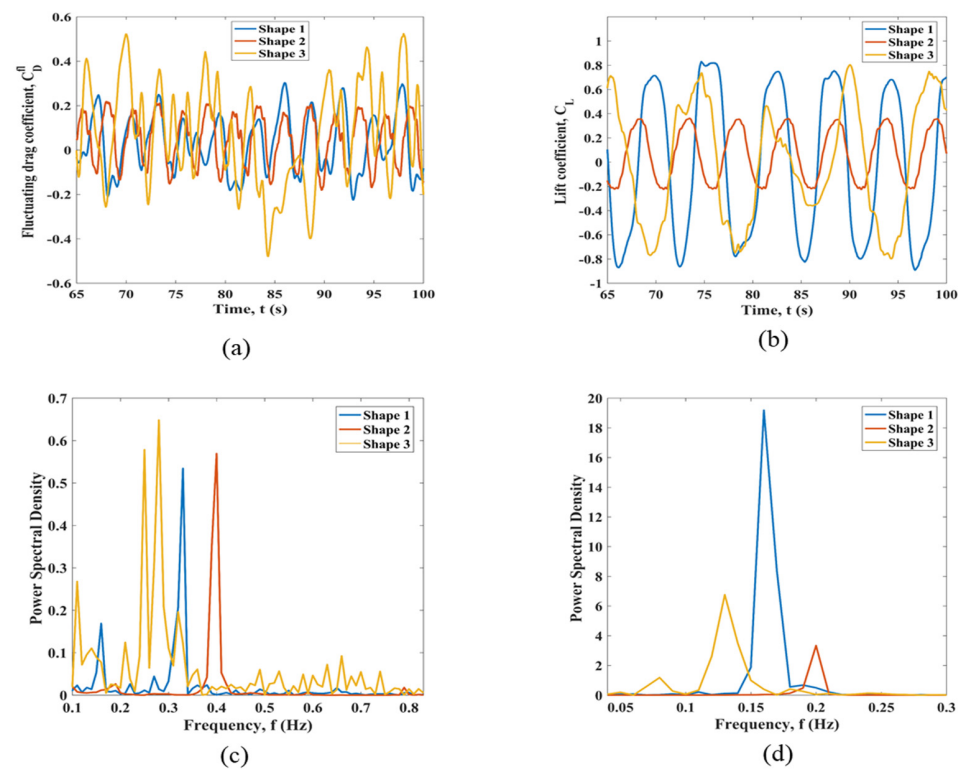 0.6
0.4
0.2
0
-0.2
-0.4
-0.6
Fluctuating drag coefficient, C_D^fl
Shape 1
Shape 2
Shape 3
65 70 75 80 85 90 95 100
Time, t (s)
(a)
1
0.8
0.6
0.4
0.2
0
-0.2
-0.4
-0.6
-0.8
-1
Lift coefficient, C_L
Shape 1
Shape 2
Shape 3
65 70 75 80 85 90 95 100
Time, t (s)
(b)
0.7
0.6
0.5
0.4
0.3
0.2
0.1
0
Power Spectral Density
Shape 1
Shape 2
Shape 3
0.1 0.2 0.3 0.4 0.5 0.6 0.7 0.8
Frequency, f (Hz)
(c)
20
18
16
14
12
10
8
6
4
2
0
Power Spectral Density
Shape 1
Shape 2
Shape 3
0.05 0.1 0.15 0.2 0.25 0.3
Frequency, f (Hz)
(d)